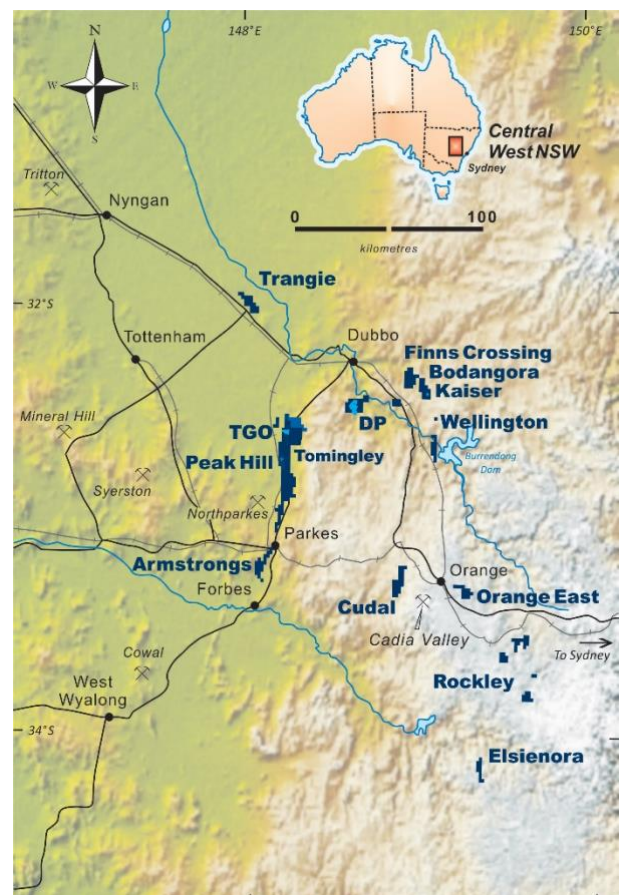 148°E
150°E
N
W
E
S
Central
West NSW
Sydney
Tritton
Nyngan
0
100
kilometres
Trangie
32°S
Tottenham
Dubbo
Finns Crossing
Bodangora
Kaiser
Mineral Hill
TGO
DP
Wellington
Peak Hill
Tomingley
Burrendong
Dam
Syerston
Northparkes
Parkes
Armstrongs
Orange
Forbes
Cudal
Orange East
Cadia Valley
To Sydney
Cowal
West
Wyalong
Rockley
34°S
Elsienora